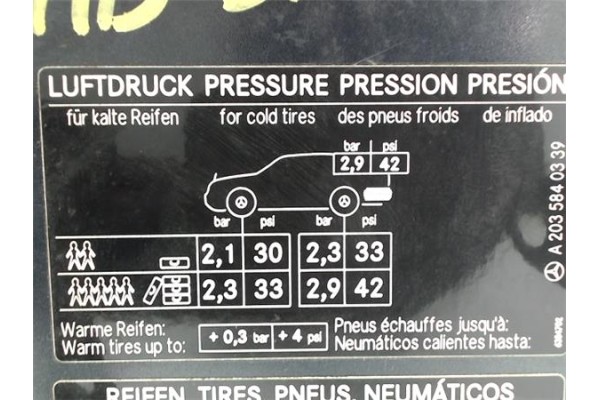 LUFTDRUCK PRESSURE PRESSION PRESIÓN
für kalte Reifen for cold tires des pneus froids de inflado
bar psi
2,9 42
bar psi bar psi
2,1 30 2,3 33
2,3 33 2,9 42
Warme Reifen: Pneus échauffes jusqu'à:
Warm tires up to: + 0,3 bar + 4 psi Neumáticos calientes hasta:
A 203 584 03 39
REIFEN, TIRES, PNEUS, NEUMÁTICOS